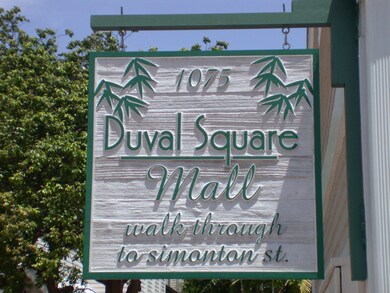 1075
Duval Square
Mall
walk through
to simonton st.